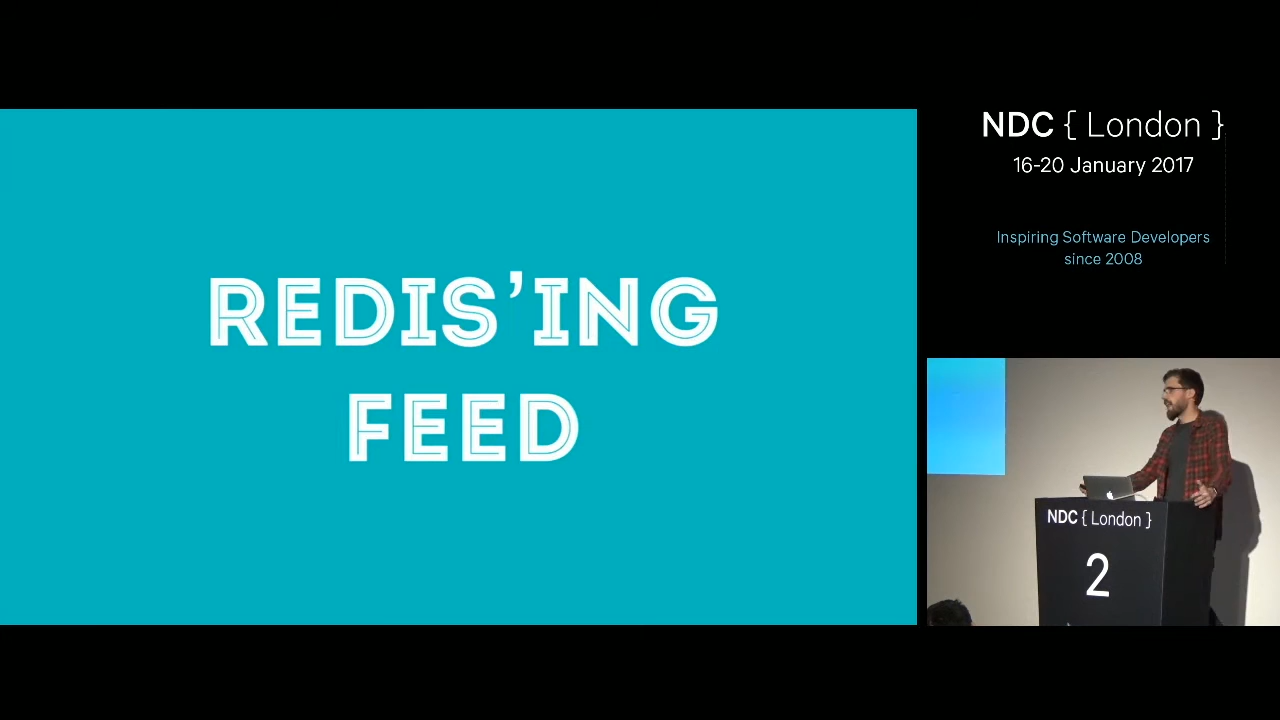 REDIS’ING
FEED
NDC { London }
16-20 January 2017
Inspiring Software Developers
since 2008
NDC { London }
2